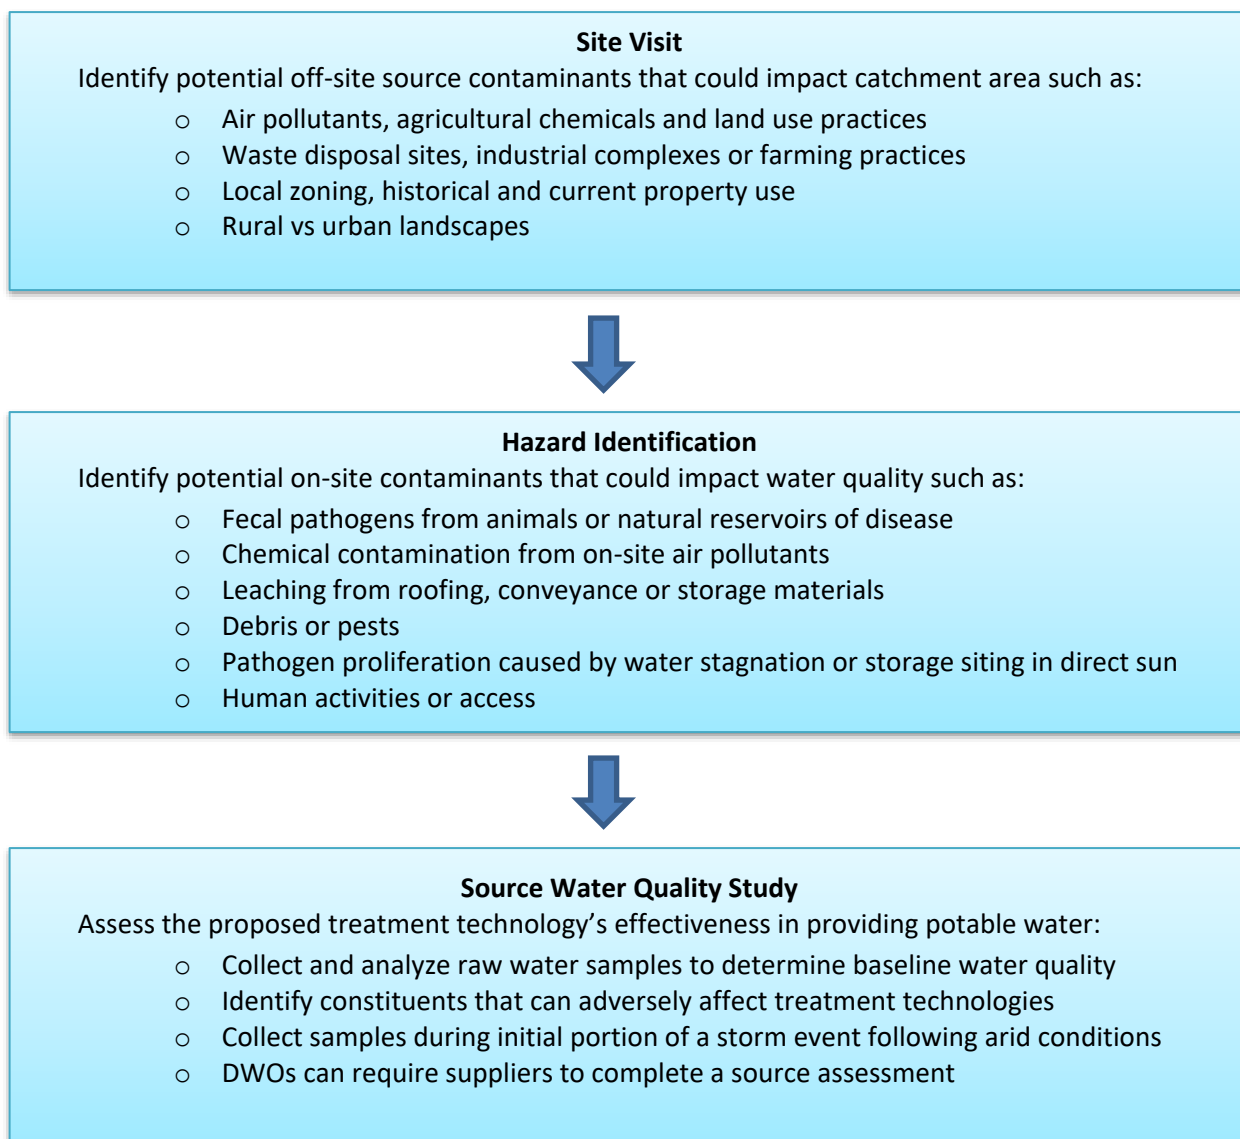 Site Visit
Identify potential off-site source contaminants that could impact catchment area such as:
o Air pollutants, agricultural chemicals and land use practices
o Waste disposal sites, industrial complexes or farming practices
o Local zoning, historical and current property use
o Rural vs urban landscapes
Hazard Identification
Identify potential on-site contaminants that could impact water quality such as:
o Fecal pathogens from animals or natural reservoirs of disease
o Chemical contamination from on-site air pollutants
o Leaching from roofing, conveyance or storage materials
o Debris or pests
o Pathogen proliferation caused by water stagnation or storage siting in direct sun
o Human activities or access
Source Water Quality Study
Assess the proposed treatment technology’s effectiveness in providing potable water:
o Collect and analyze raw water samples to determine baseline water quality
o Identify constituents that can adversely affect treatment technologies
o Collect samples during initial portion of a storm event following arid conditions
o DWOs can require suppliers to complete a source assessment